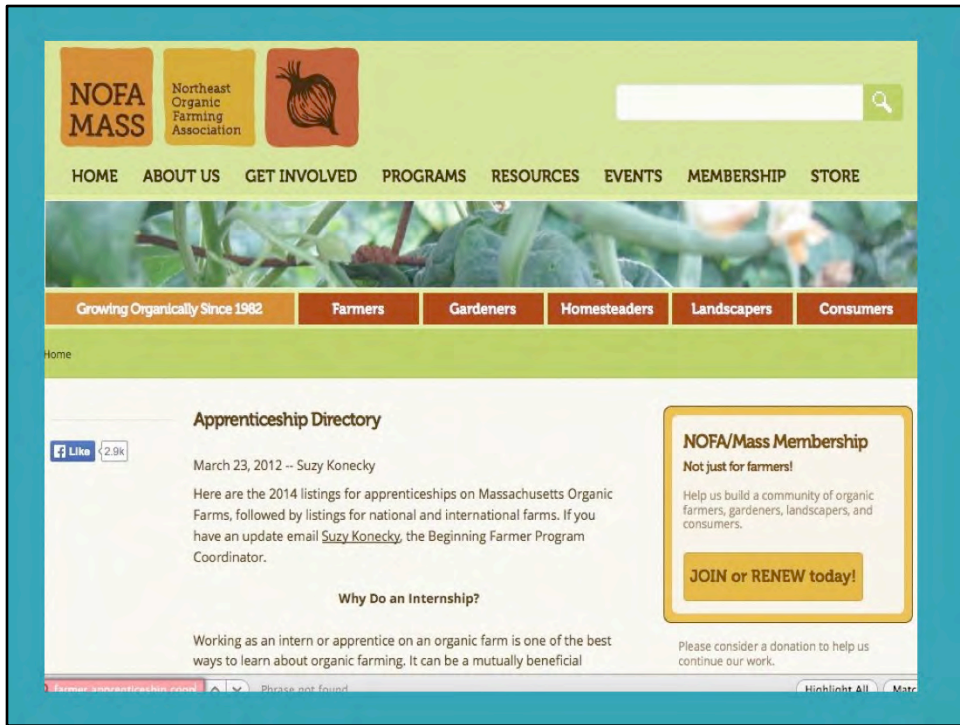 NOFA
MASS
Northeast
Organic
Farming
Association
HOME ABOUT US GET INVOLVED PROGRAMS RESOURCES EVENTS MEMBERSHIP STORE
Growing Organically Since 1982 Farmers Gardeners Homesteaders Landscapers Consumers
Home
Like 2.9k
Apprenticeship Directory
March 23, 2012 -- Suzy Konecky
Here are the 2014 listings for apprenticeships on Massachusetts Organic
Farms, followed by listings for national and international farms. If you
have an update email Suzy Konecky, the Beginning Farmer Program
Coordinator.
Why Do an Internship?
Working as an intern or apprentice on an organic farm is one of the best
ways to learn about organic farming. It can be a mutually beneficial
NOFA/Mass Membership
Not just for farmers!
Help us build a community of organic
farmers, gardeners, landscapers, and
consumers.
JOIN or RENEW today!
Please consider a donation to help us
continue our work.
farmer apprenticeship coord Phrase not found Highlight All Matc